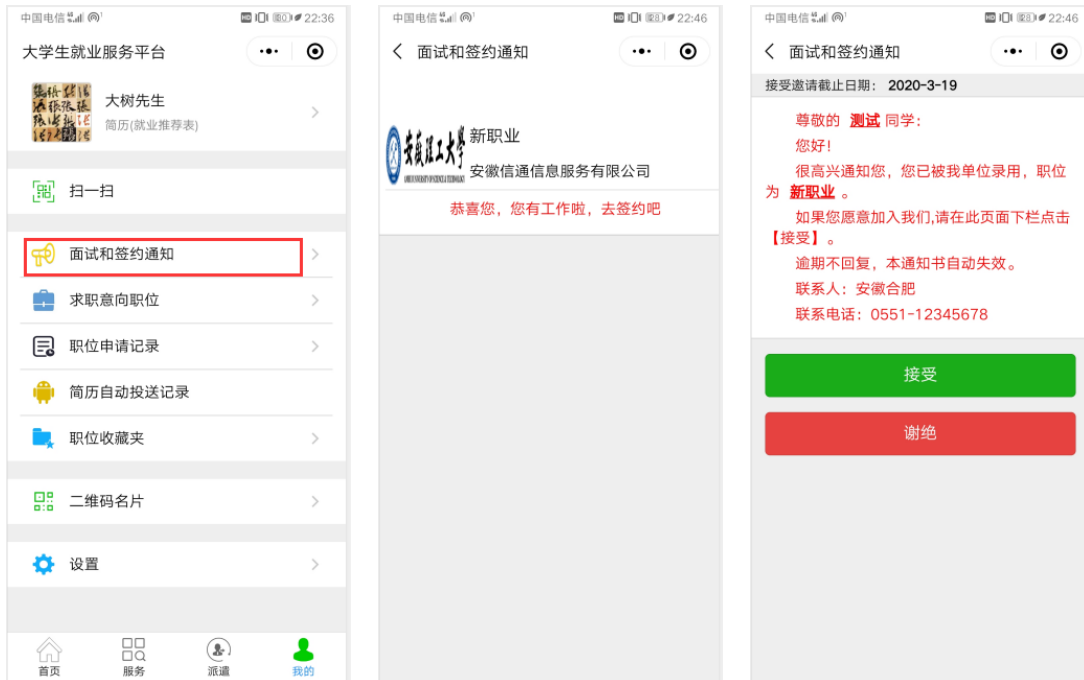 中国电信
22:36
大学生就业服务平台
大树先生
简历(就业推荐表)
扫一扫
面试和签约通知
求职意向职位
职位申请记录
简历自动投送记录
职位收藏夹
二维码名片
设置
首页
服务
派遣
我的
中国电信
22:46
面试和签约通知
安徽理工大学
新职业
安徽信通信息服务有限公司
恭喜您，您有工作啦，去签约吧
中国电信
22:46
面试和签约通知
接受邀请截止日期： 2020-3-19
尊敬的 测试 同学：
您好！
很高兴通知您，您已被我单位录用，职位
为 新职业 。
如果您愿意加入我们,请在此页面下栏点击
【接受】。
逾期不回复，本通知书自动失效。
联系人：安徽合肥
联系电话：0551-12345678
接受
谢绝